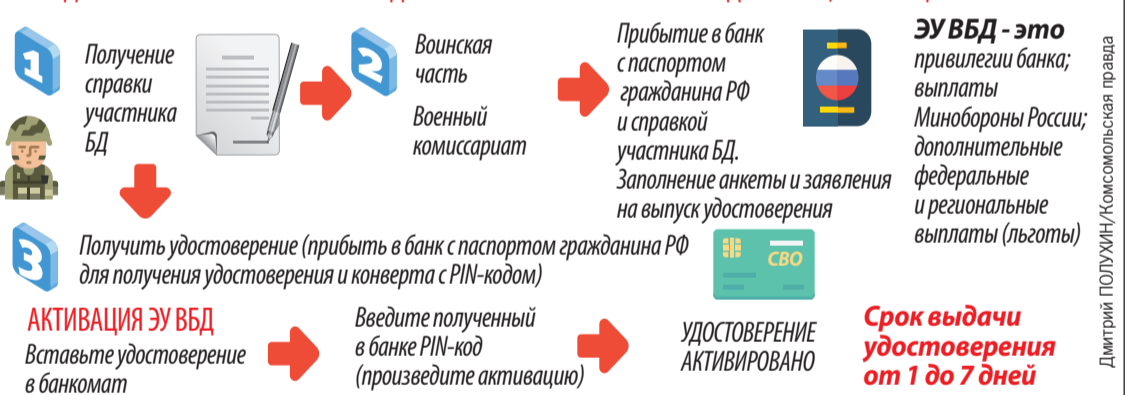 1
Получение
справки
участника
БД
2
Воинская
часть
Военный
комиссариат
Прибытие в банк
с паспортом
гражданина РФ
и справкой
участника БД.
Заполнение анкеты и заявления
на выпуск удостоверения
ЭУ ВБД - это
привилегии банка;
выплаты
Минобороны России;
дополнительные
федеральные
и региональные
выплаты (льготы)
3
Получить удостоверение (прибыть в банк с паспортом гражданина РФ
для получения удостоверения и конверта с PIN-кодом)
СВО
АКТИВАЦИЯ ЭУ ВБД
Вставьте удостоверение
в банкомат
Введите полученный
в банке PIN-код
(произведите активацию)
УДОСТОВЕРЕНИЕ
АКТИВИРОВАНО
Срок выдачи
удостоверения
от 1 до 7 дней
Дмитрий ПОЛУХИН/Комсомольская правда